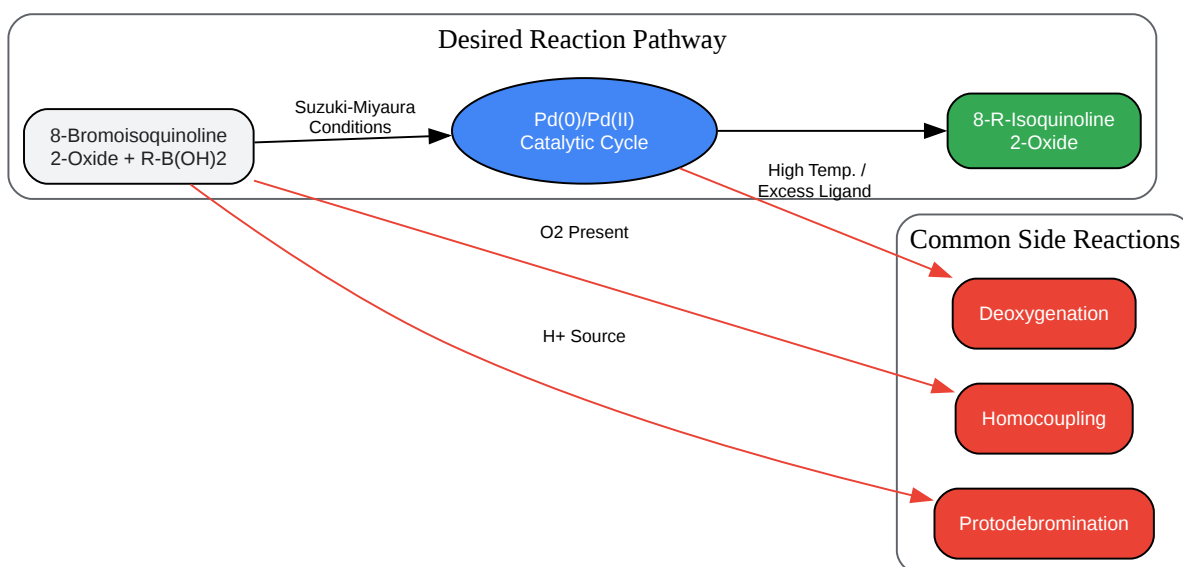 Desired Reaction Pathway
8-Bromoisoquinoline
2-Oxide + R-B(OH)2
Suzuki-Miyaura
Conditions
Pd(0)/Pd(II)
Catalytic Cycle
8-R-Isoquinoline
2-Oxide
High Temp. /
Excess Ligand
O2 Present
H+ Source
Common Side Reactions
Deoxygenation
Homocoupling
Protodebromination